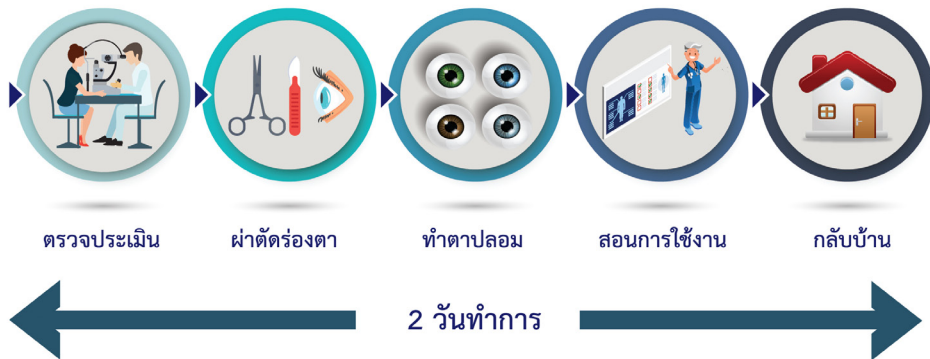 ตรวจประเมิน
ผ่าตัดร่องตา
ทำตาปลอม
สอนการใช้งาน
กลับบ้าน
2 วันทำการ